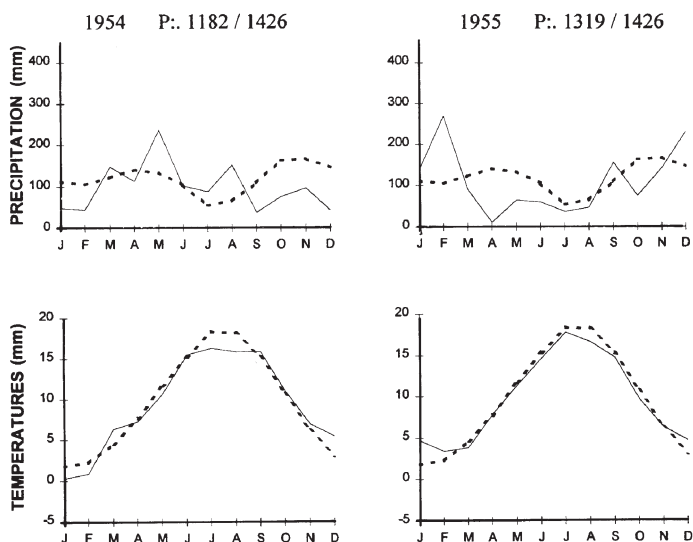 1954 P:. 1182 / 1426
1955 P:. 1319 / 1426
PRECIPITATION (mm)
400
300
200
100
0
J F M A M J J A S O N D
400
300
200
100
0
J F M A M J J A S O N D
TEMPERATURES (mm)
20
15
10
5
0
-5
J F M A M J J A S O N D
20
15
10
5
0
-5
J F M A M J J A S O N D